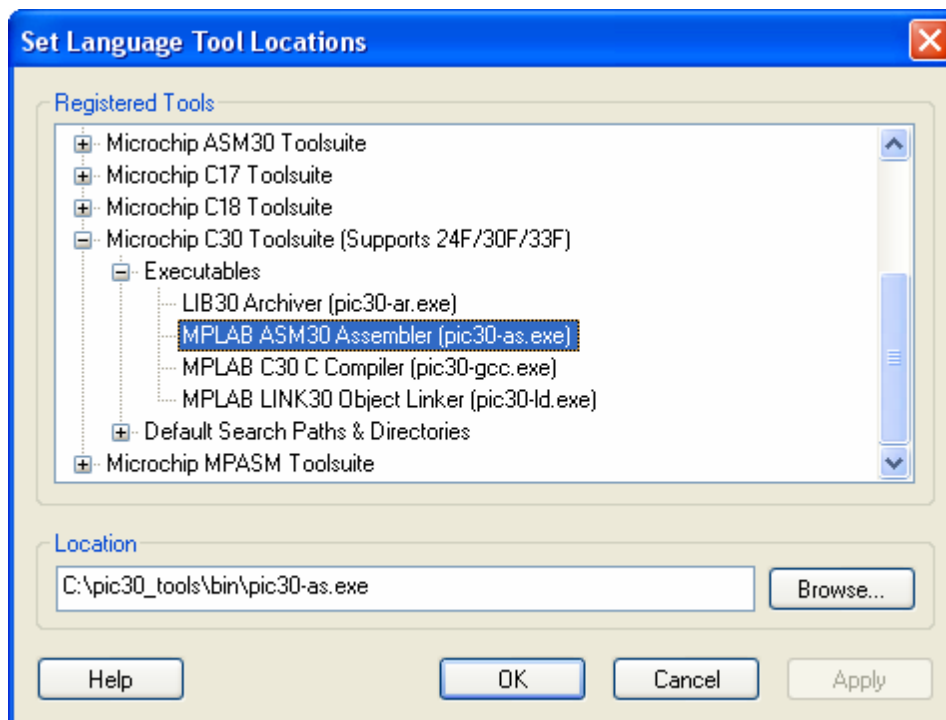 Set Language Tool Locations
Registered Tools
Microchip ASM30 Toolsuite
Microchip C17 Toolsuite
Microchip C18 Toolsuite
Microchip C30 Toolsuite (Supports 24F/30F/33F)
Executables
LIB30 Archiver (pic30-ar.exe)
MPLAB ASM30 Assembler (pic30-as.exe)
MPLAB C30 C Compiler (pic30-gcc.exe)
MPLAB LINK30 Object Linker (pic30-ld.exe)
Default Search Paths & Directories
Microchip MPASM Toolsuite
Location
C:\pic30_tools\bin\pic30-as.exe
Browse...
Help
OK
Cancel
Apply